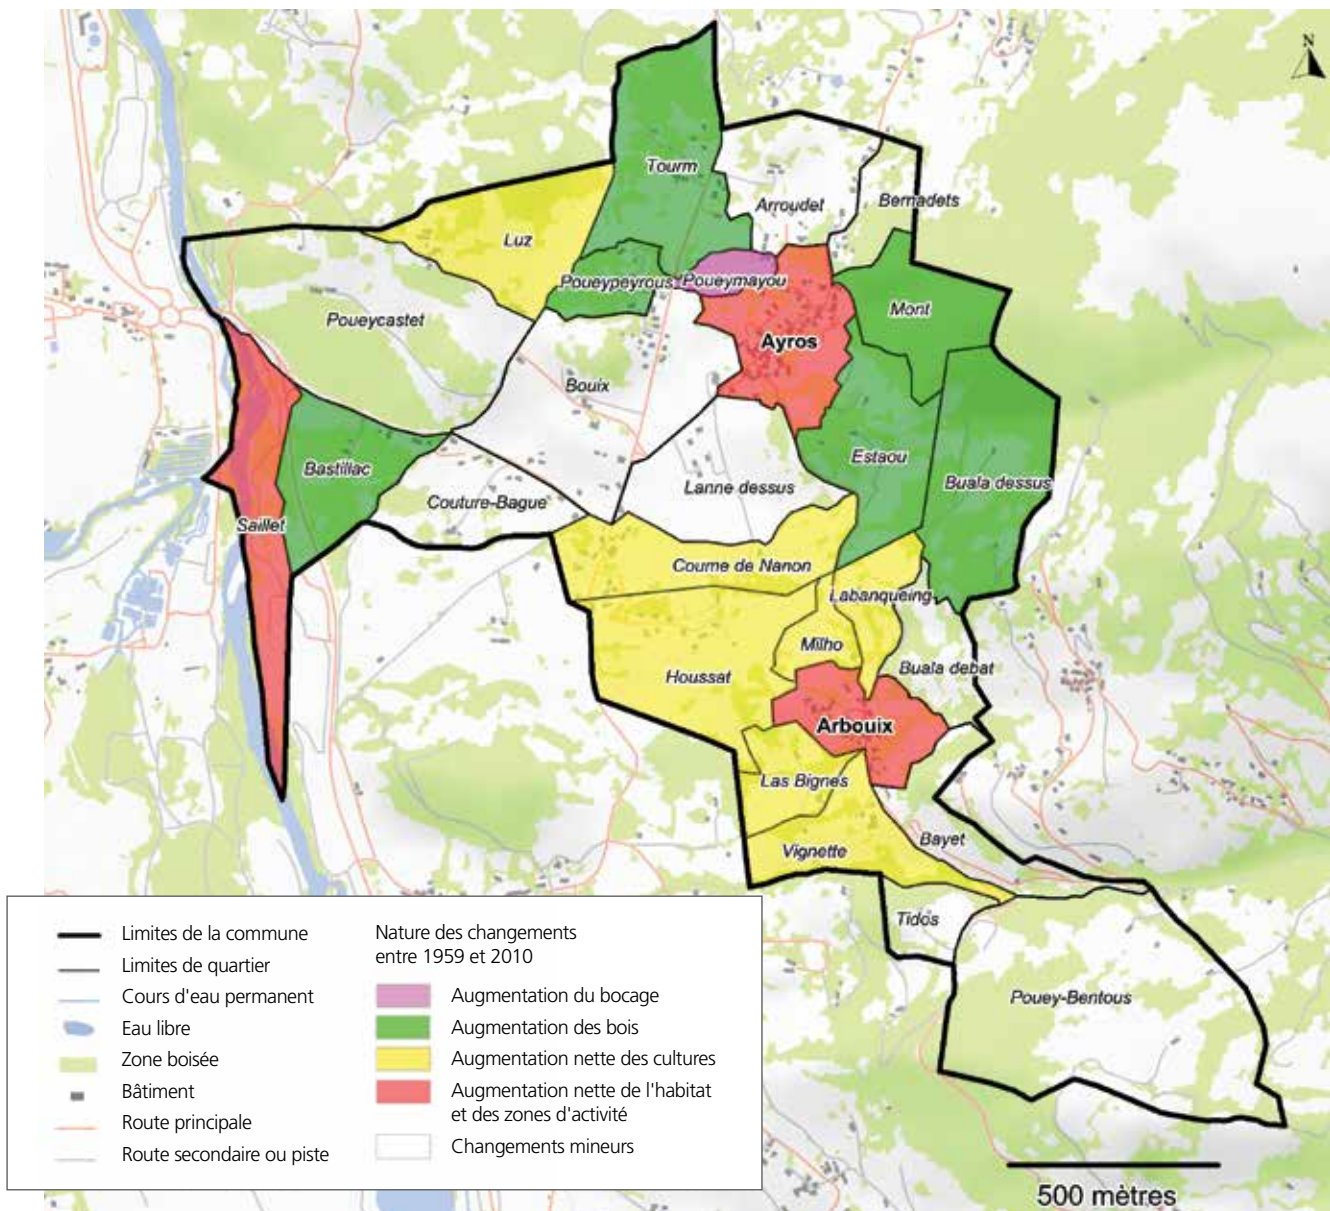 N
Tourm
Arroudet
Bernadets
Luz
Poueypeyrous
Poueymayou
Mont
Poueycastet
Ayros
Bouix
Bastillac
Estaou
Buala dessus
Lanne dessus
Couture-Bague
Saillet
Courne de Nanon
Labanqueing
Milho
Houssat
Buala debat
Arbouix
Las Bignes
Bayet
Vignette
Tidos
Pouey-Bentous
Limites de la commune
Limites de quartier
Cours d'eau permanent
Eau libre
Zone boisée
Bâtiment
Route principale
Route secondaire ou piste
Nature des changements
entre 1959 et 2010
Augmentation du bocage
Augmentation des bois
Augmentation nette des cultures
Augmentation nette de l'habitat
et des zones d'activité
Changements mineurs
500 mètres